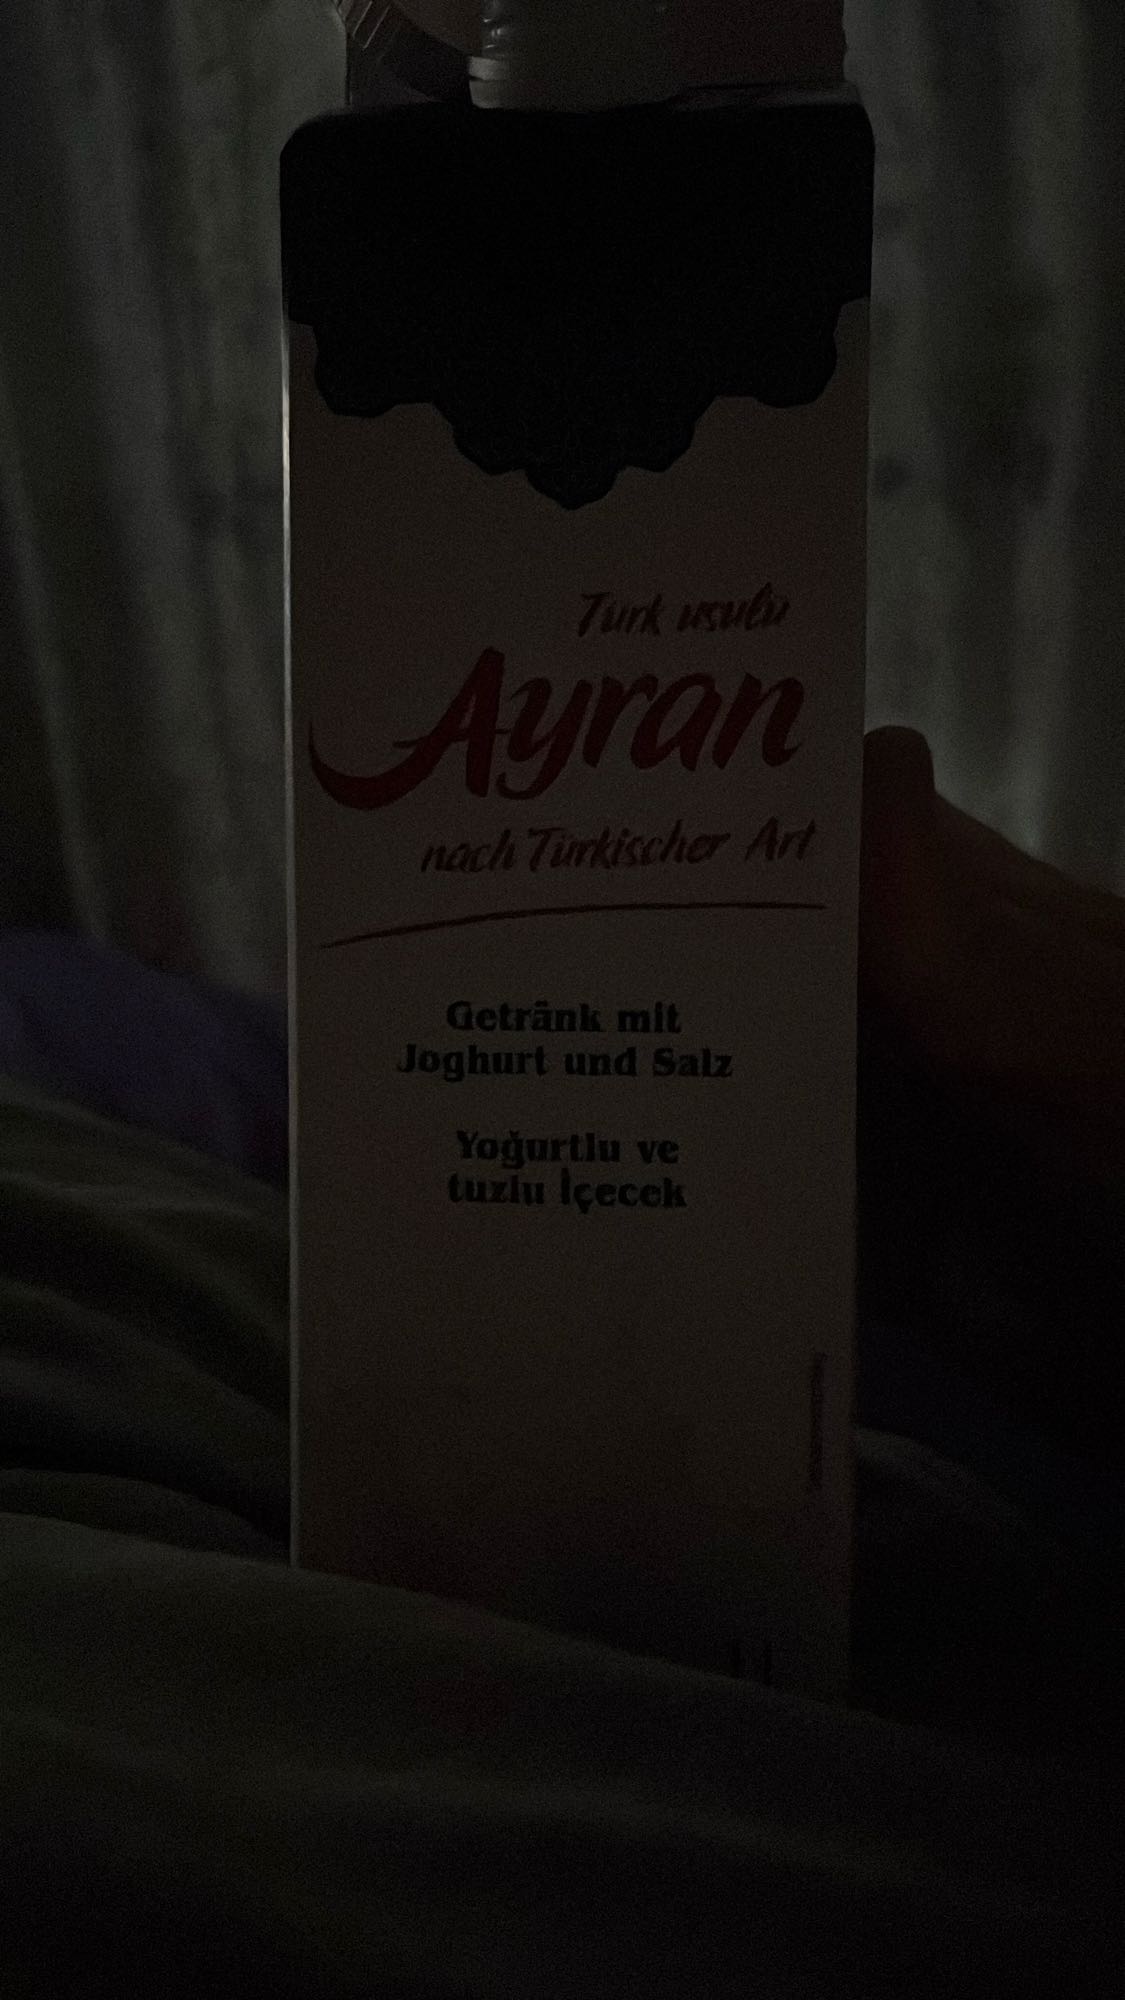 Türk usulü
Ayran
nach Türkischer Art
Getränk mit
Joghurt und Salz
Yoğurtlu ve
tuzlu İçecek